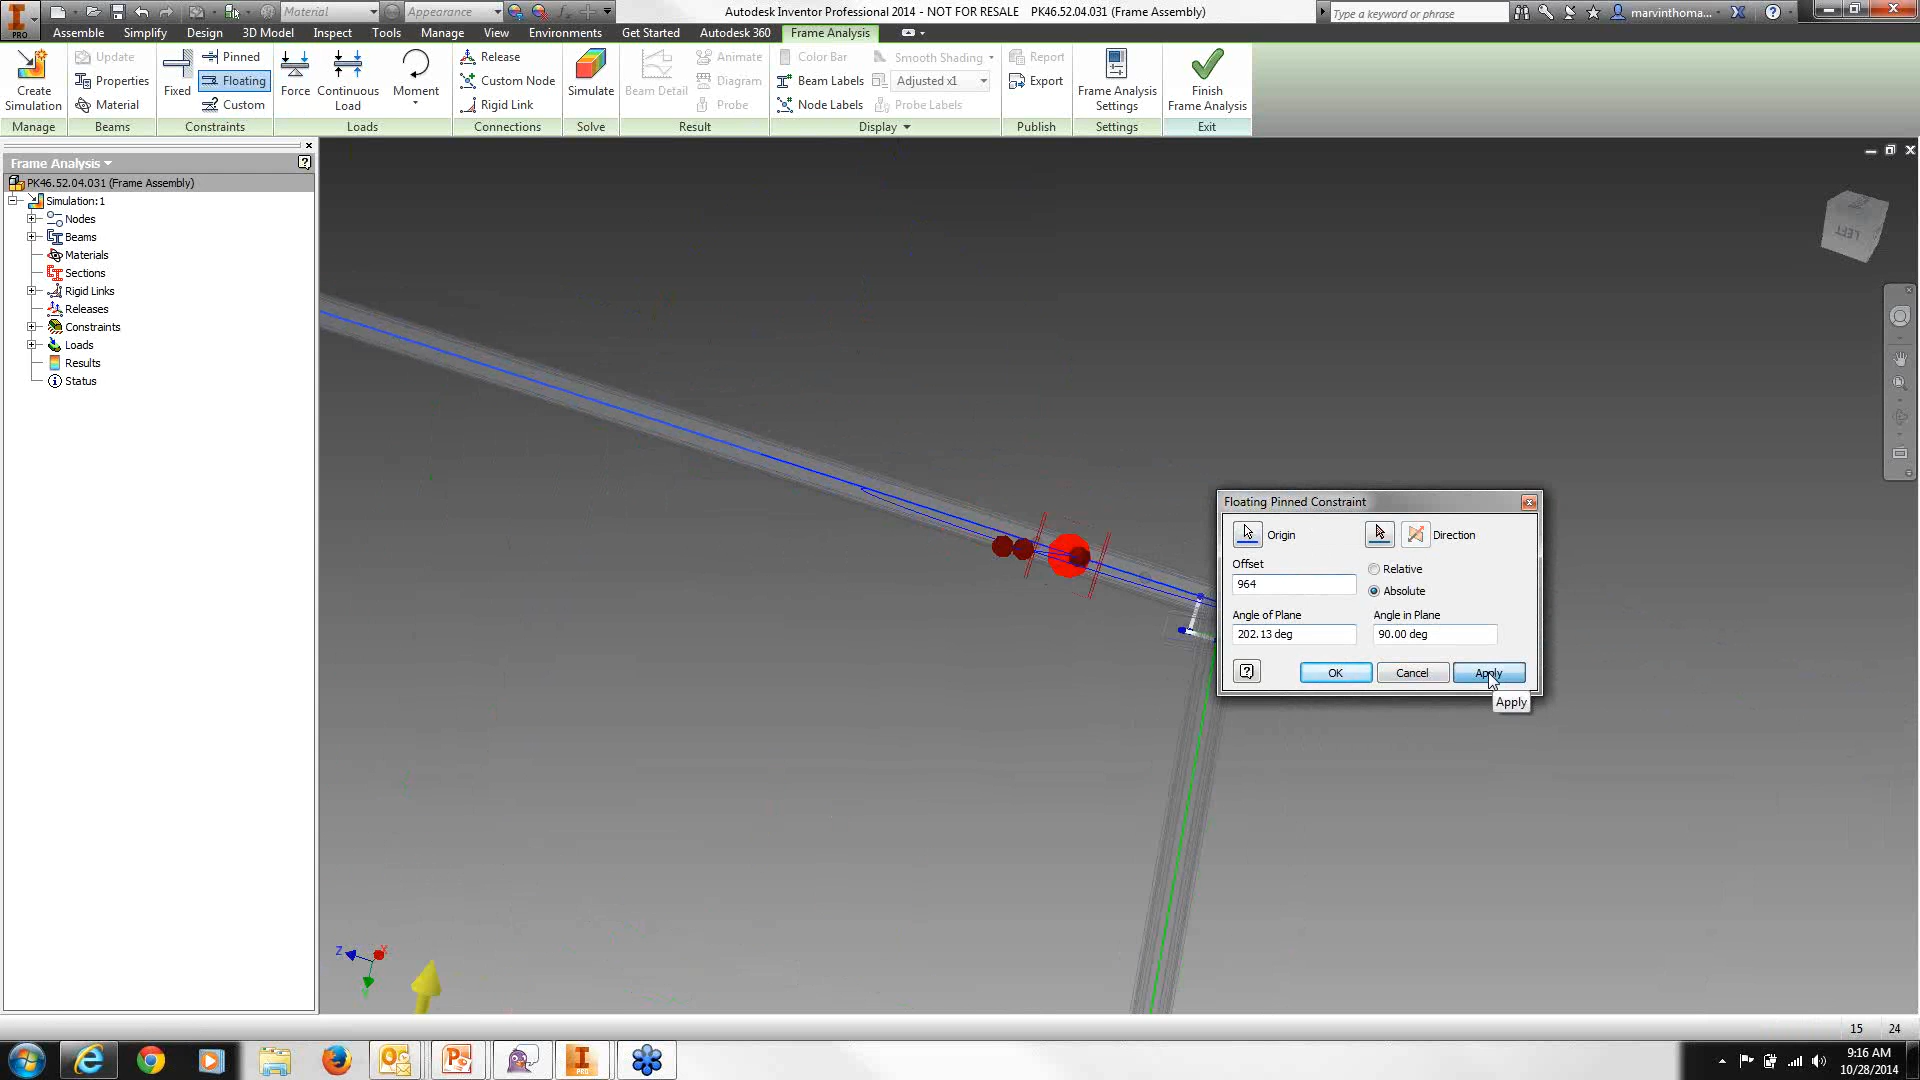 Material
Appearance
Autodesk Inventor Professional 2014 - NOT FOR RESALE PK46.52.04.031 (Frame Assembly)
Type a keyword or phrase
marvinthoma...
PRO
Assemble Simplify Design 3D Model Inspect Tools Manage View Environments Get Started Autodesk 360 Frame Analysis
Create
Simulation
Manage
Update
Properties
Material
Beams
Fixed
Pinned
Floating
Custom
Constraints
Force
Continuous
Load
Moment
Loads
Release
Custom Node
Rigid Link
Connections
Simulate
Solve
Beam Detail
Animate
Diagram
Probe
Result
Color Bar
Beam Labels
Node Labels
Smooth Shading
Adjusted x1
Probe Labels
Display
Report
Export
Publish
Frame Analysis
Settings
Settings
Finish
Frame Analysis
Exit
Frame Analysis
PK46.52.04.031 (Frame Assembly)
Simulation:1
Nodes
Beams
Materials
Sections
Rigid Links
Releases
Constraints
Loads
Results
Status
LEFT
Floating Pinned Constraint
Origin
Direction
Offset
964
Relative
Absolute
Angle of Plane
202.13 deg
Angle in Plane
90.00 deg
OK
Cancel
Apply
Apply
Z
X
15 24
9:16 AM
10/28/2014